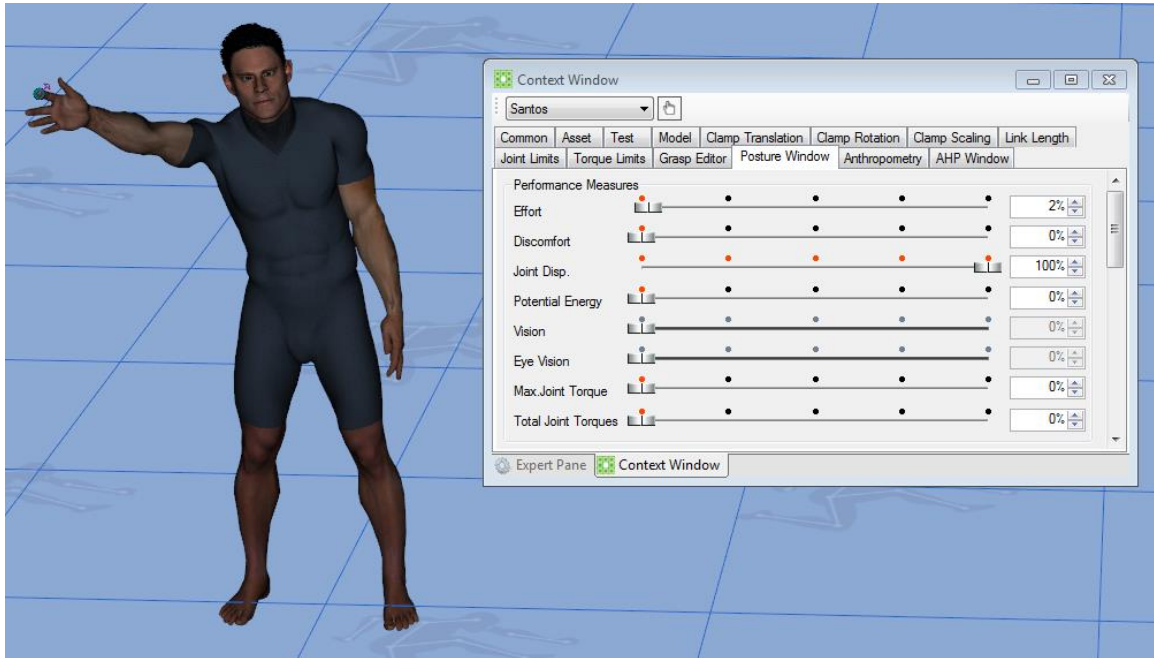 Context Window
Santos
Common Asset Test Model Clamp Translation Clamp Rotation Clamp Scaling Link Length
Joint Limits Torque Limits Grasp Editor Posture Window Anthropometry AHP Window
Performance Measures
Effort 2%
Discomfort 0%
Joint Disp. 100%
Potential Energy 0%
Vision 0%
Eye Vision 0%
Max.Joint Torque 0%
Total Joint Torques 0%
Expert Pane Context Window